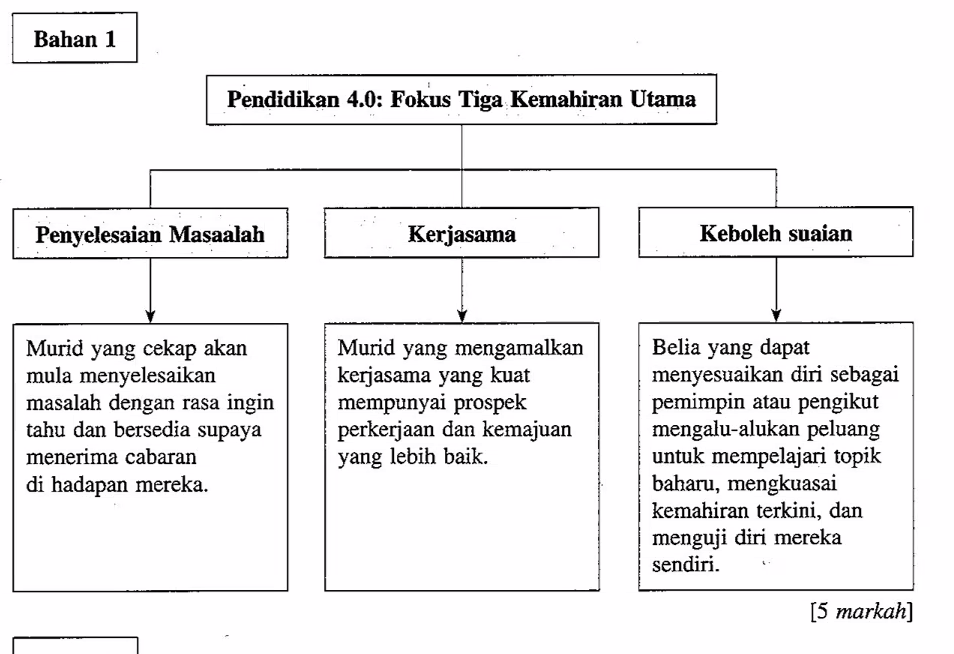 Bahan 1
Pendidikan 4.0: Fokus Tiga Kemahiran Utama
Penyelesaian Masaalah
Kerjasama
Keboleh suaian
Murid yang cekap akan
mula menyelesaikan
masalah dengan rasa ingin
tahu dan bersedia supaya
menerima cabaran
di hadapan mereka.
Murid yang mengamalkan
kerjasama yang kuat
mempunyai prospek
perkerjaan dan kemajuan
yang lebih baik.
Belia yang dapat
menyesuaikan diri sebagai
pemimpin atau pengikut
mengalu-alukan peluang
untuk mempelajari topik
baharu, mengkuasai
kemahiran terkini, dan
menguji diri mereka
sendiri.
[5 markah]